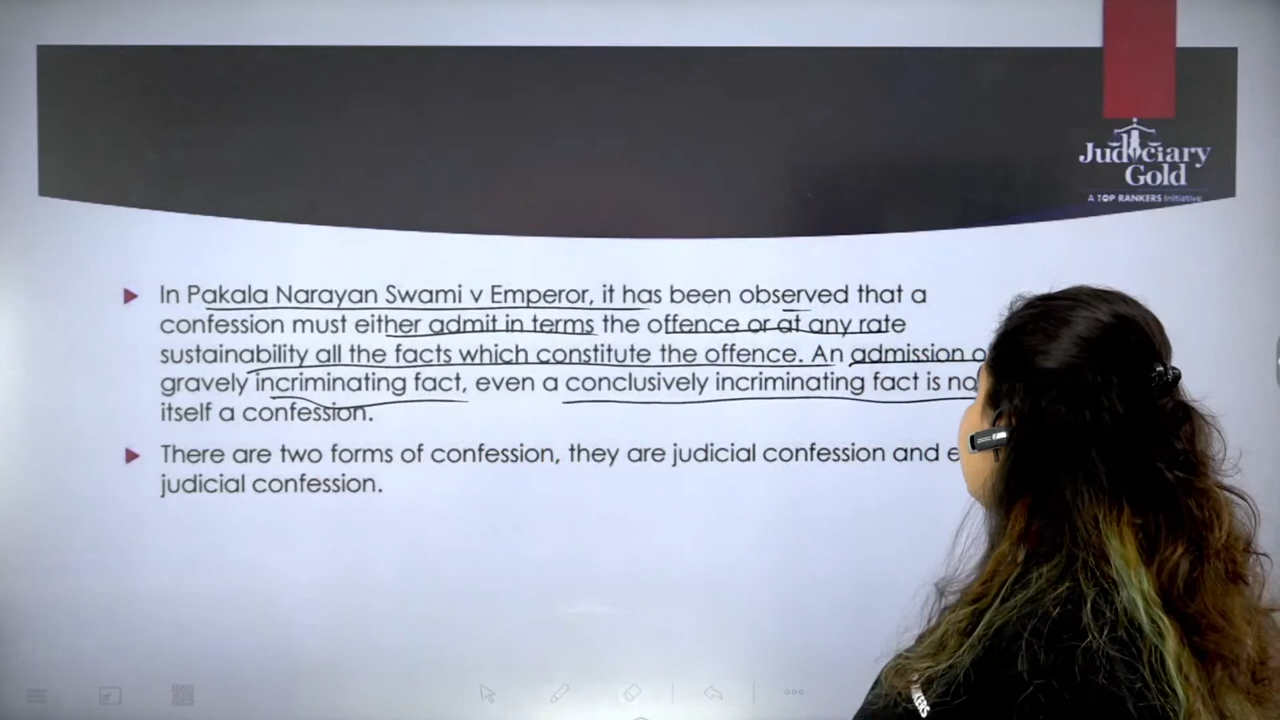 Judiciary
Gold
A TOP RANKERS Initiative
In Pakala Narayan Swami v Emperor, it has been observed that a
confession must either admit in terms the offence or at any rate
sustainability all the facts which constitute the offence. An admission
gravely incriminating fact, even a conclusively incriminating fact is
itself a confession.
There are two forms of confession, they are judicial confession and
judicial confession.